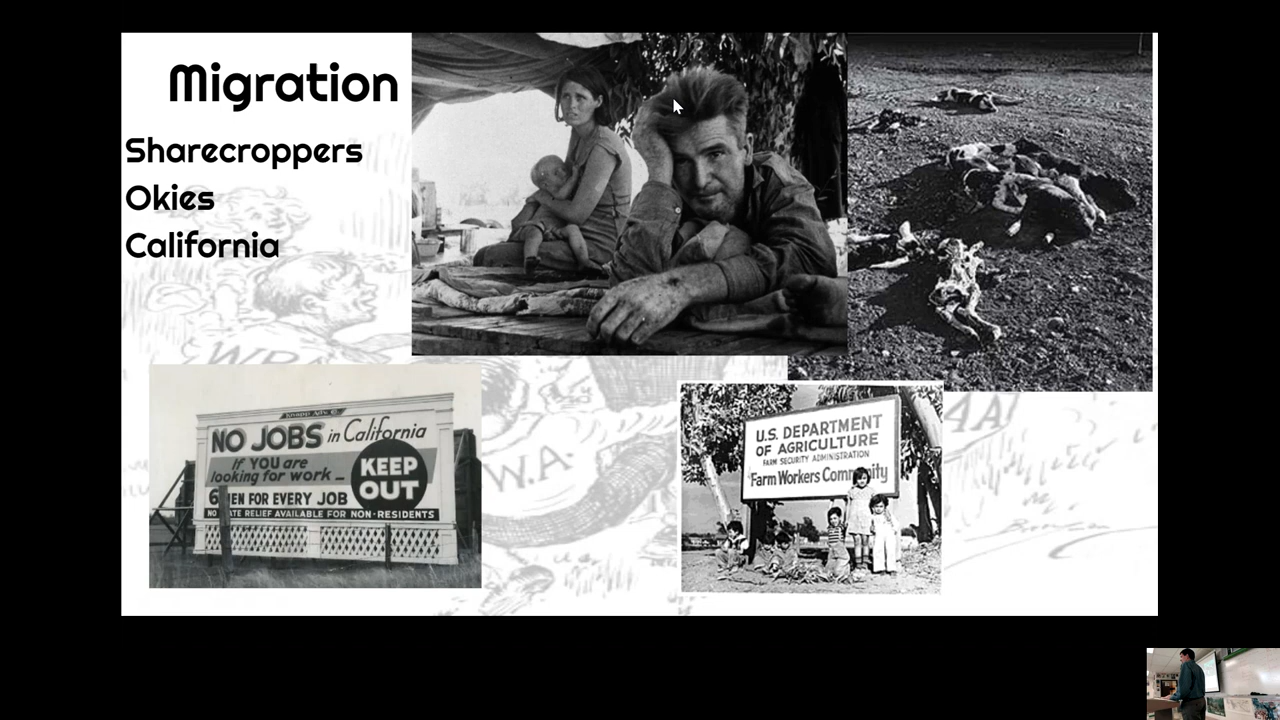 Migration
Sharecroppers
Okies
California
W.P.A.
NO JOBS in California
If YOU are
looking for work —
KEEP
OUT
6 MEN FOR EVERY JOB
NO STATE RELIEF AVAILABLE FOR NON-RESIDENTS
W.A.
AA
U.S. DEPARTMENT
OF AGRICULTURE
FARM SECURITY ADMINISTRATION
Farm Workers Community